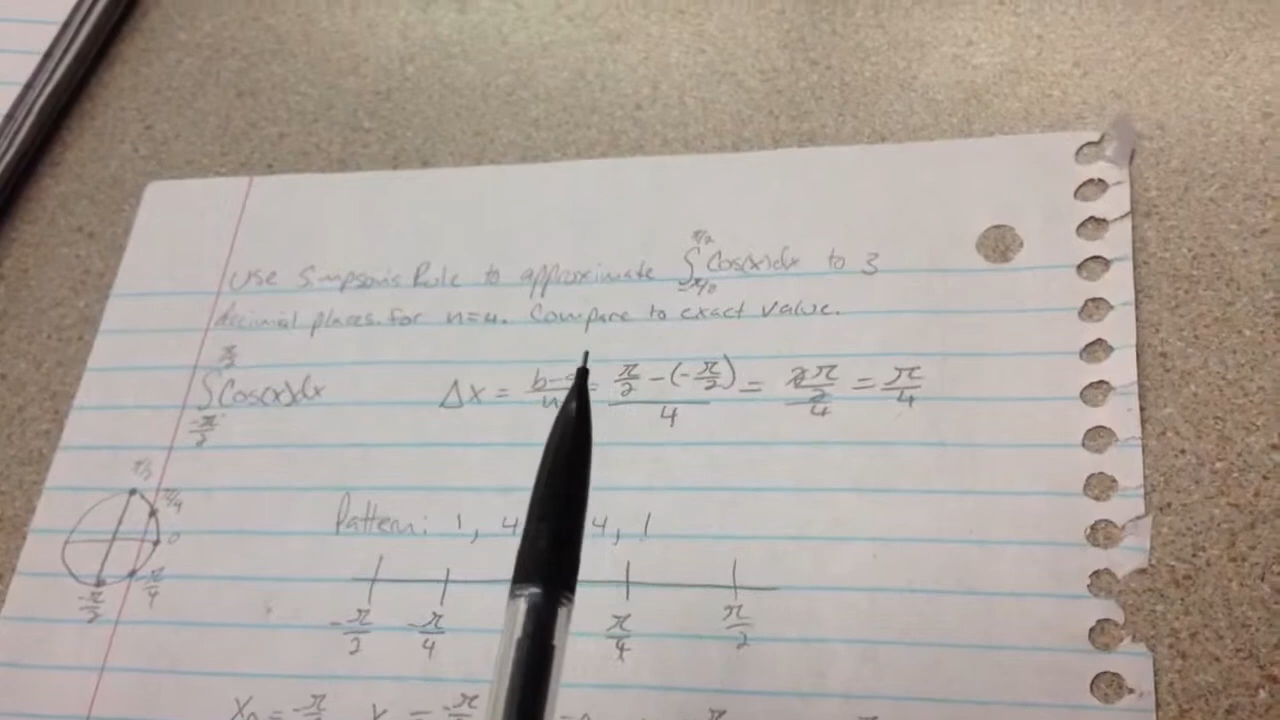 Use Simpson's Rule to approximate ∫_{-π/2}^{π/2} Cos(x)dx to 3
decimal places for n=4. Compare to exact value.
∫_{-π/2}^{π/2} Cos(x)dx Δx = = (π/2 - (-π/2))/4 = (2π/2)/4 = π/4
π/2 π/4 0 -π/4 -π/2
Pattern: 1, 4 4, 1
-π/2 -π/4 π/4 π/2